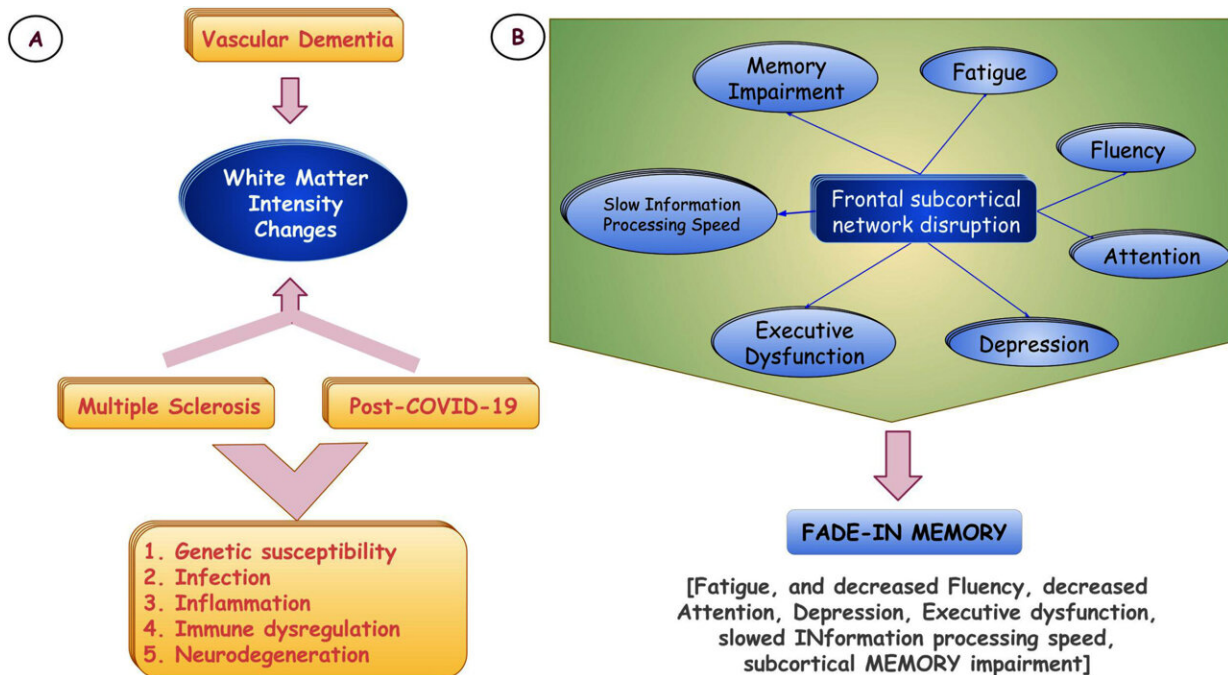 A
Vascular Dementia
White Matter
Intensity
Changes
Multiple Sclerosis
Post-COVID-19
1. Genetic susceptibility
2. Infection
3. Inflammation
4. Immune dysregulation
5. Neurodegeneration
B
Memory
Impairment
Fatigue
Fluency
Slow Information
Processing Speed
Frontal subcortical
network disruption
Attention
Executive
Dysfunction
Depression
FADE-IN MEMORY
[Fatigue, and decreased Fluency, decreased
Attention, Depression, Executive dysfunction,
slowed INformation processing speed,
subcortical MEMORY impairment]